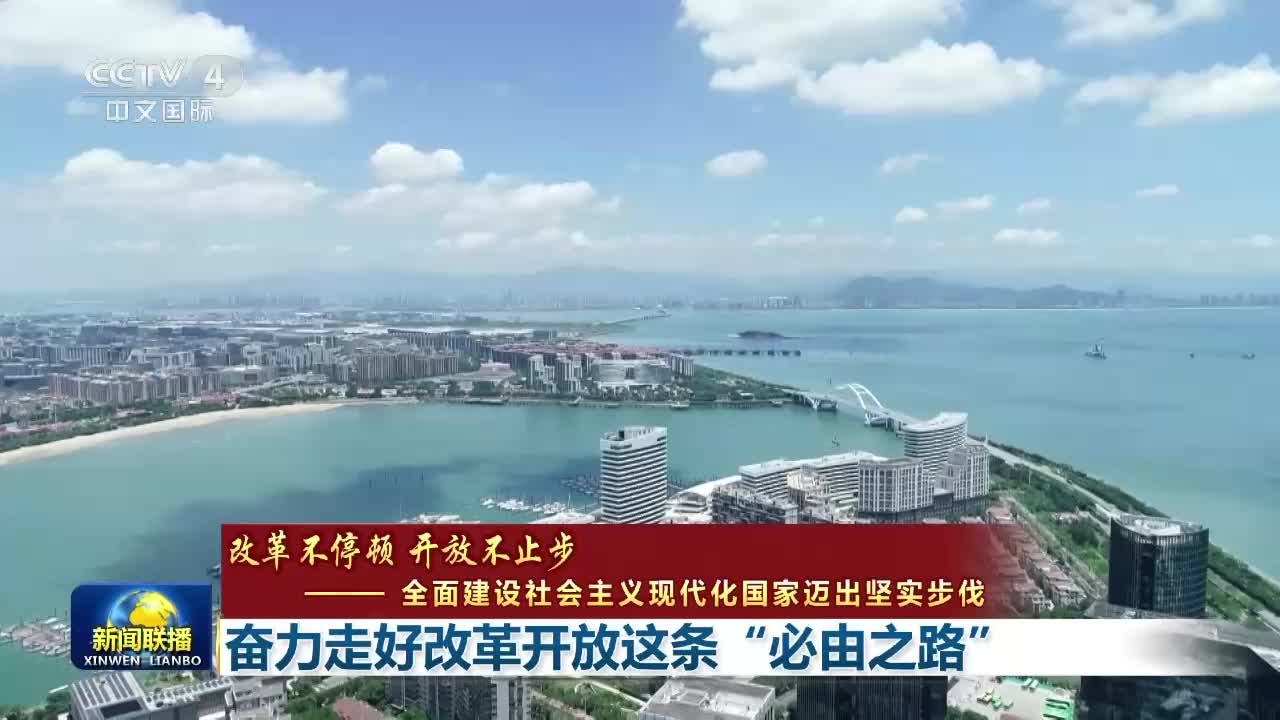 CCTV 4
中文国际
改革不停顿 开放不止步
—— 全面建设社会主义现代化国家迈出坚实步伐
新闻联播
XINWEN LIANBO
奋力走好改革开放这条“必由之路”